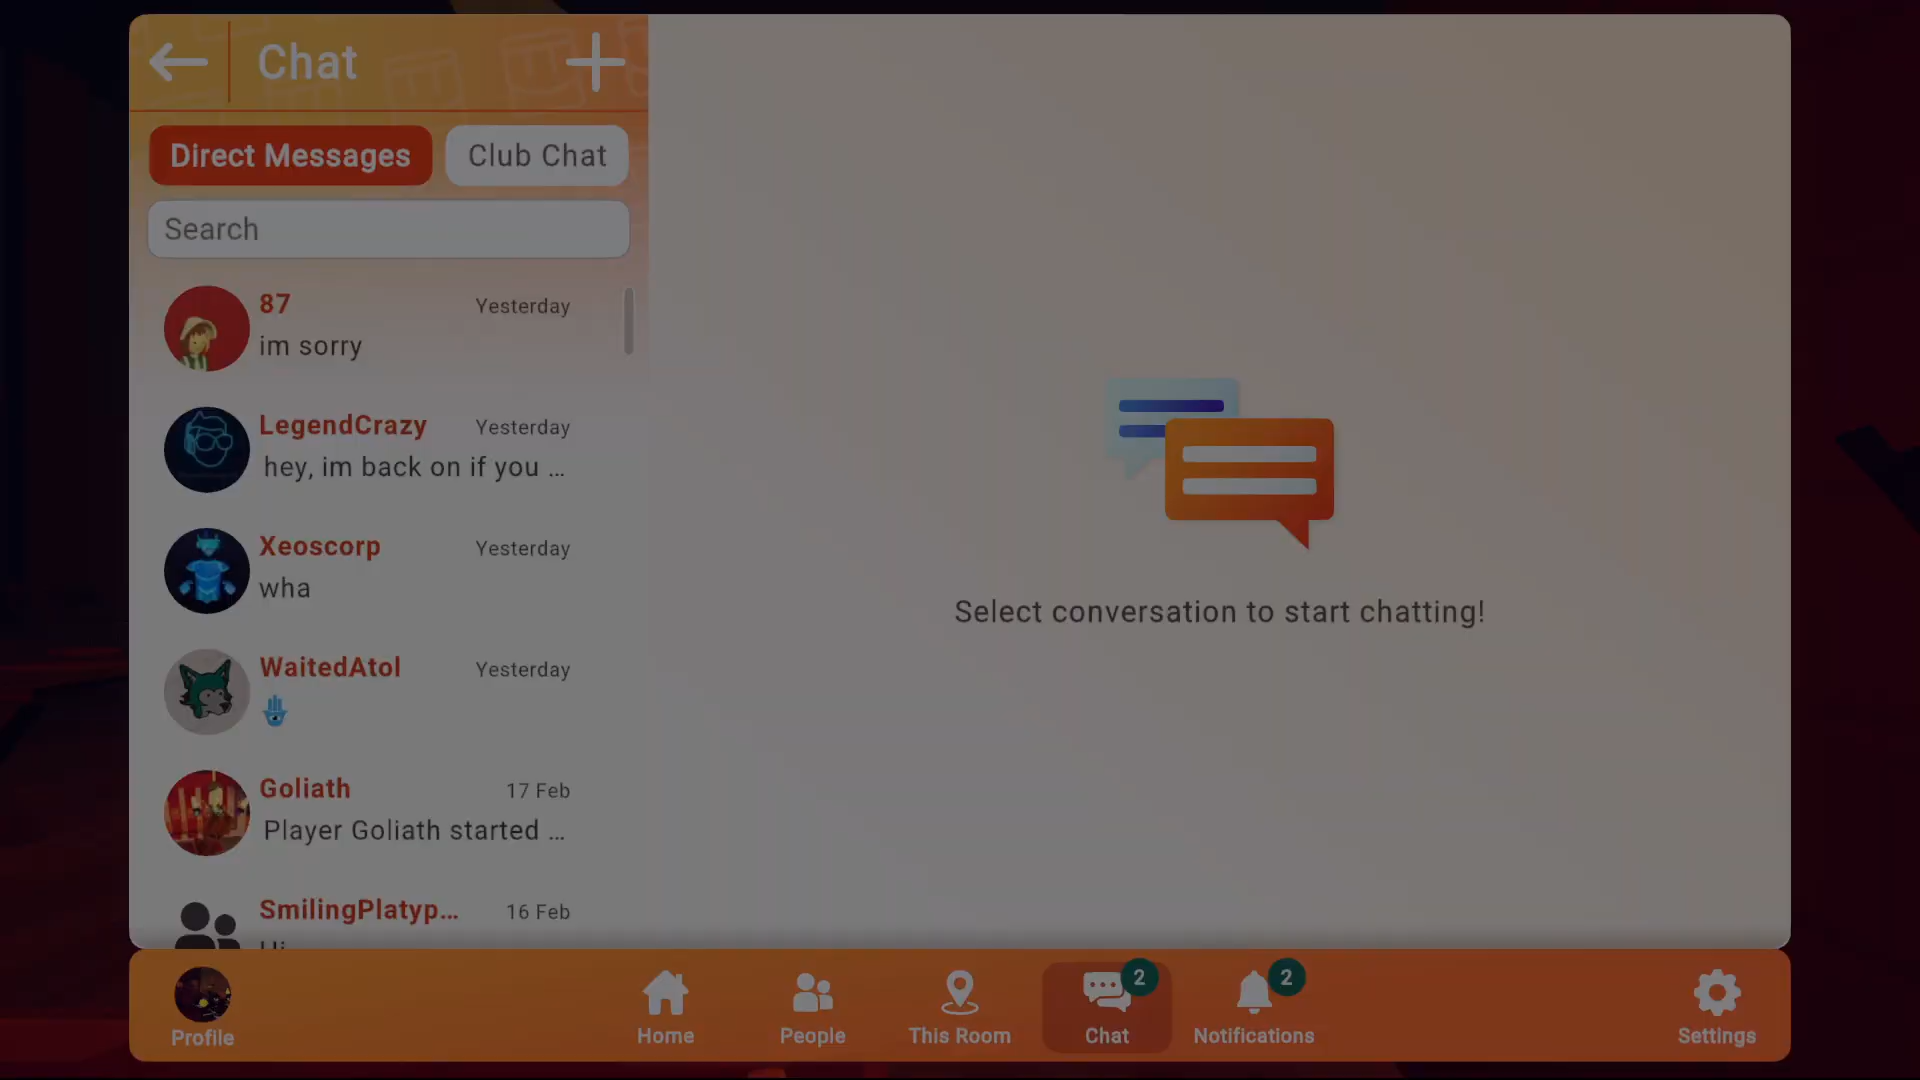 Chat
Direct Messages
Club Chat
Search
87
Yesterday
im sorry
LegendCrazy
Yesterday
hey, im back on if you ...
Xeoscorp
Yesterday
wha
WaitedAtol
Yesterday
Goliath
17 Feb
Player Goliath started ...
SmilingPlatyp...
16 Feb
Select conversation to start chatting!
Profile
Home
People
This Room
2
Chat
2
Notifications
Settings